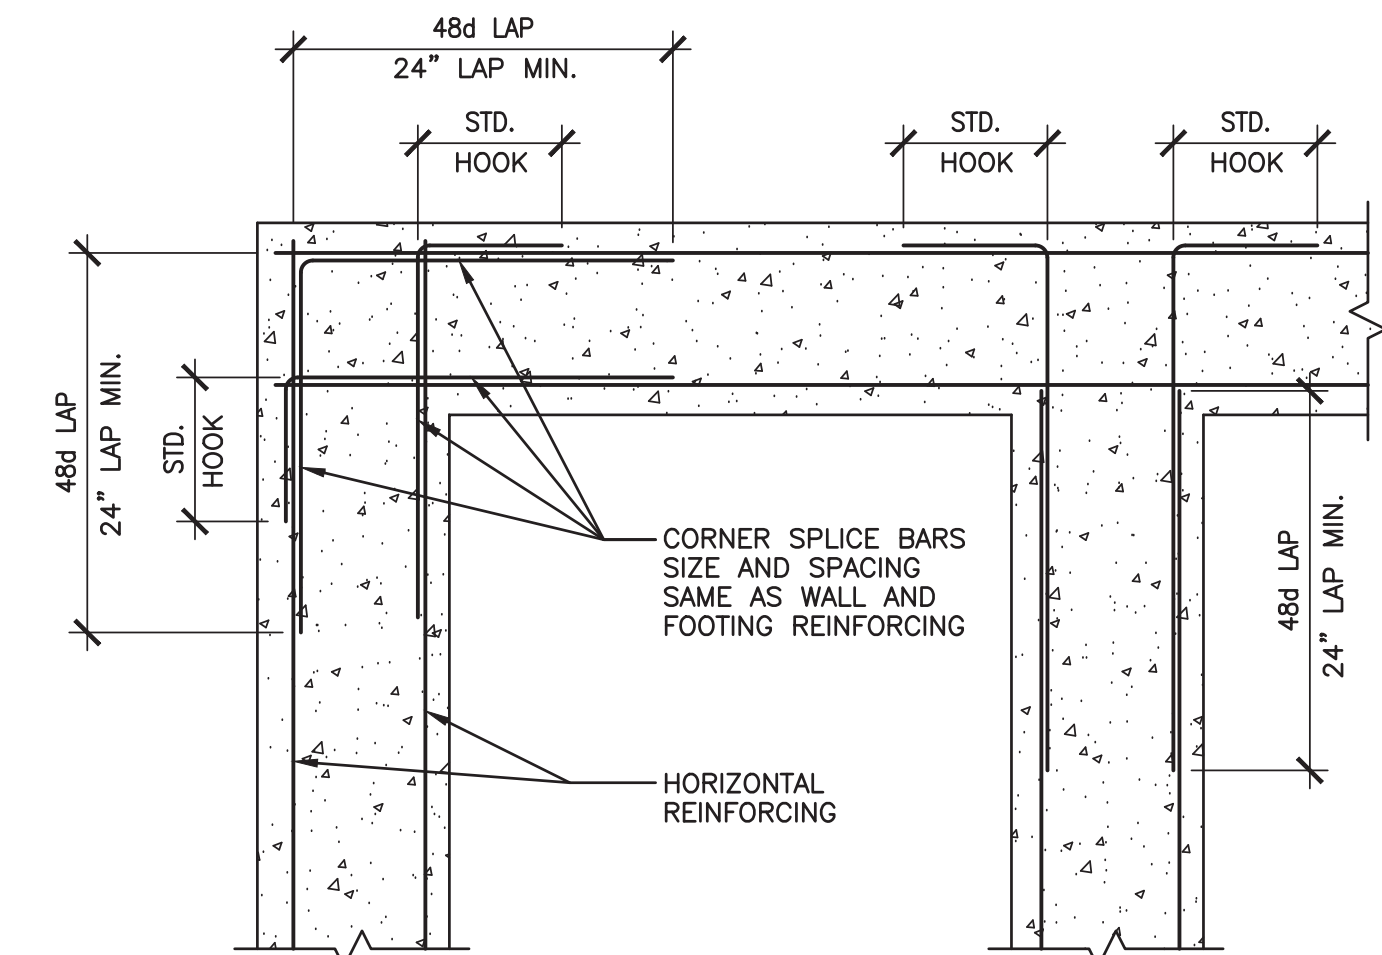 48d LAP
24" LAP MIN.
STD.
HOOK
STD.
HOOK
STD.
HOOK
48d LAP
24" LAP MIN.
STD.
HOOK
CORNER SPLICE BARS
SIZE AND SPACING
SAME AS WALL AND
FOOTING REINFORCING
48d LAP
24" LAP MIN.
HORIZONTAL
REINFORCING